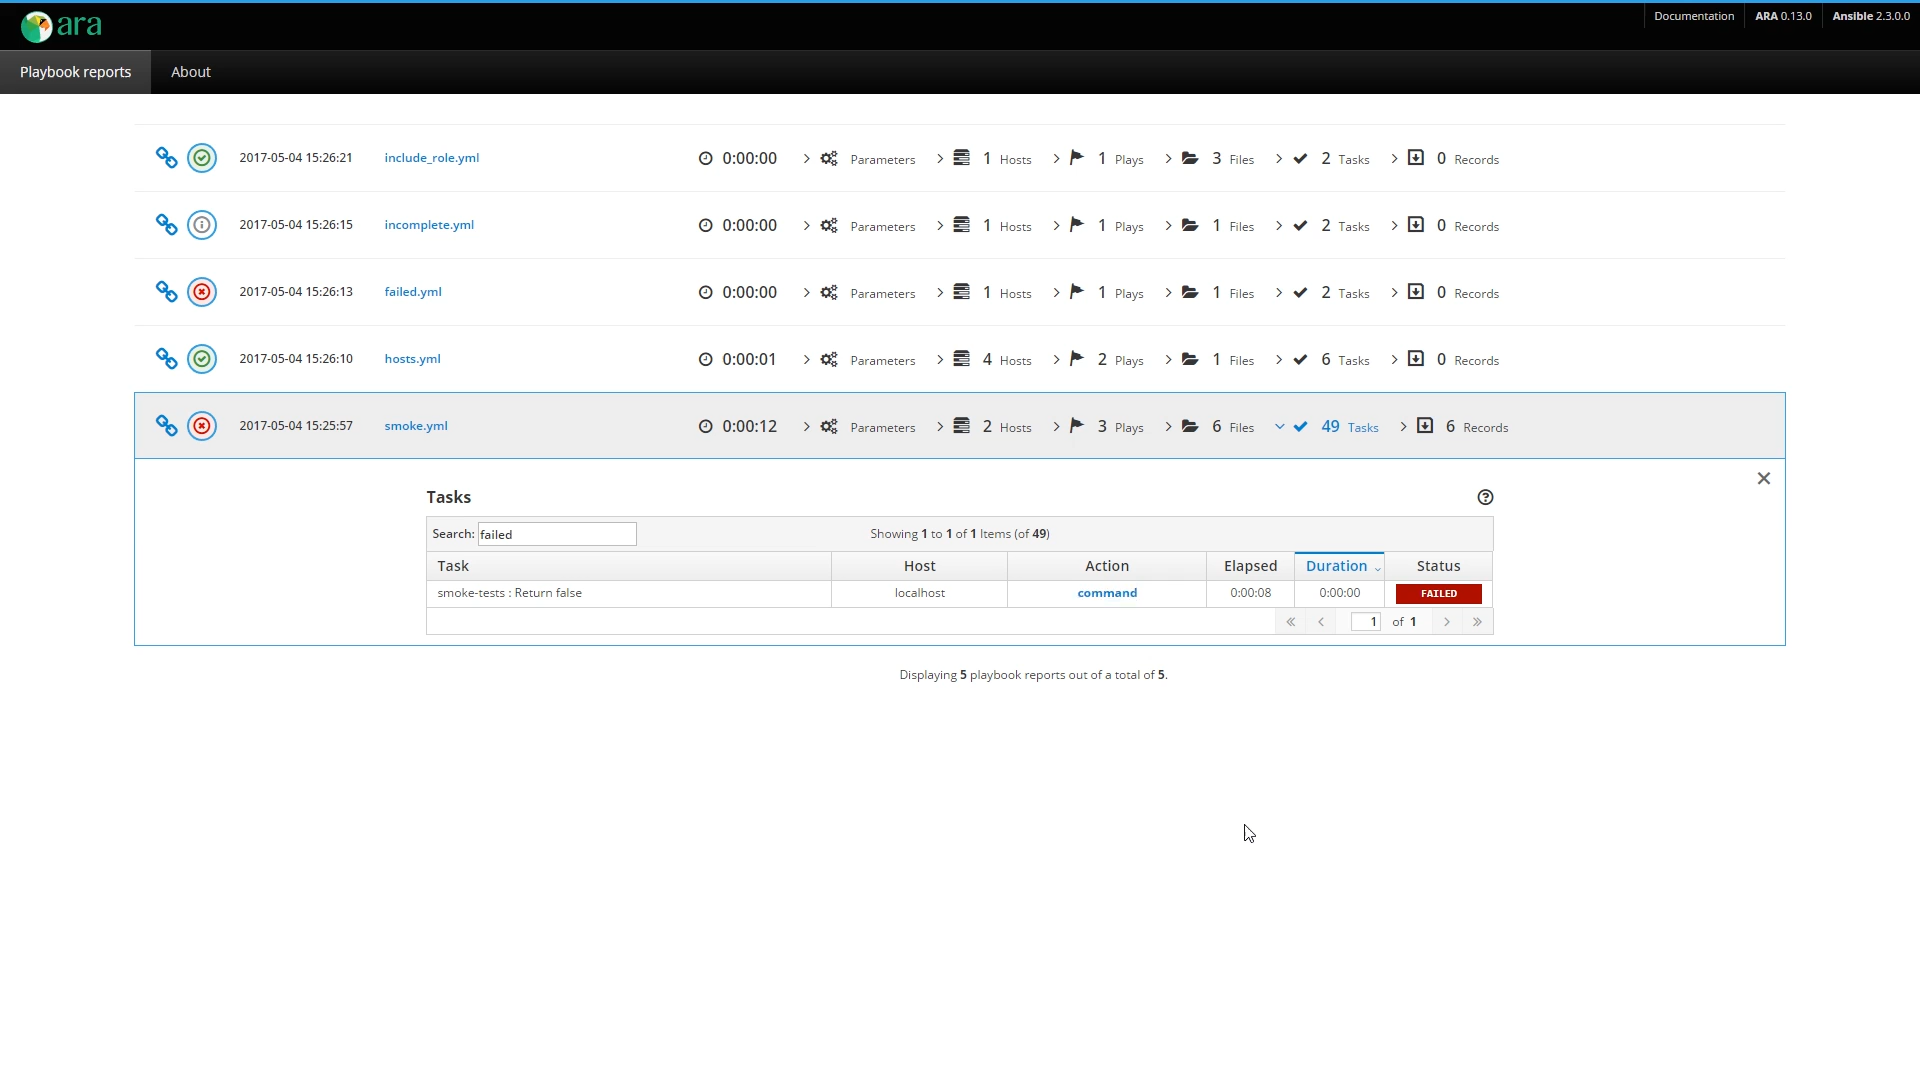 ara
Documentation ARA 0.13.0 Ansible 2.3.0.0
Playbook reports About
2017-05-04 15:26:21 include_role.yml 0:00:00 Parameters 1 Hosts 1 Plays 3 Files 2 Tasks 0 Records
2017-05-04 15:26:15 incomplete.yml 0:00:00 Parameters 1 Hosts 1 Plays 1 Files 2 Tasks 0 Records
2017-05-04 15:26:13 failed.yml 0:00:00 Parameters 1 Hosts 1 Plays 1 Files 2 Tasks 0 Records
2017-05-04 15:26:10 hosts.yml 0:00:01 Parameters 4 Hosts 2 Plays 1 Files 6 Tasks 0 Records
2017-05-04 15:25:57 smoke.yml 0:00:12 Parameters 2 Hosts 3 Plays 6 Files 49 Tasks 6 Records
Tasks
Search: failed Showing 1 to 1 of 1 Items (of 49)
Task Host Action Elapsed Duration Status
smoke-tests : Return false localhost command 0:00:08 0:00:00 FAILED
« ‹ 1 of 1 › »
Displaying 5 playbook reports out of a total of 5.